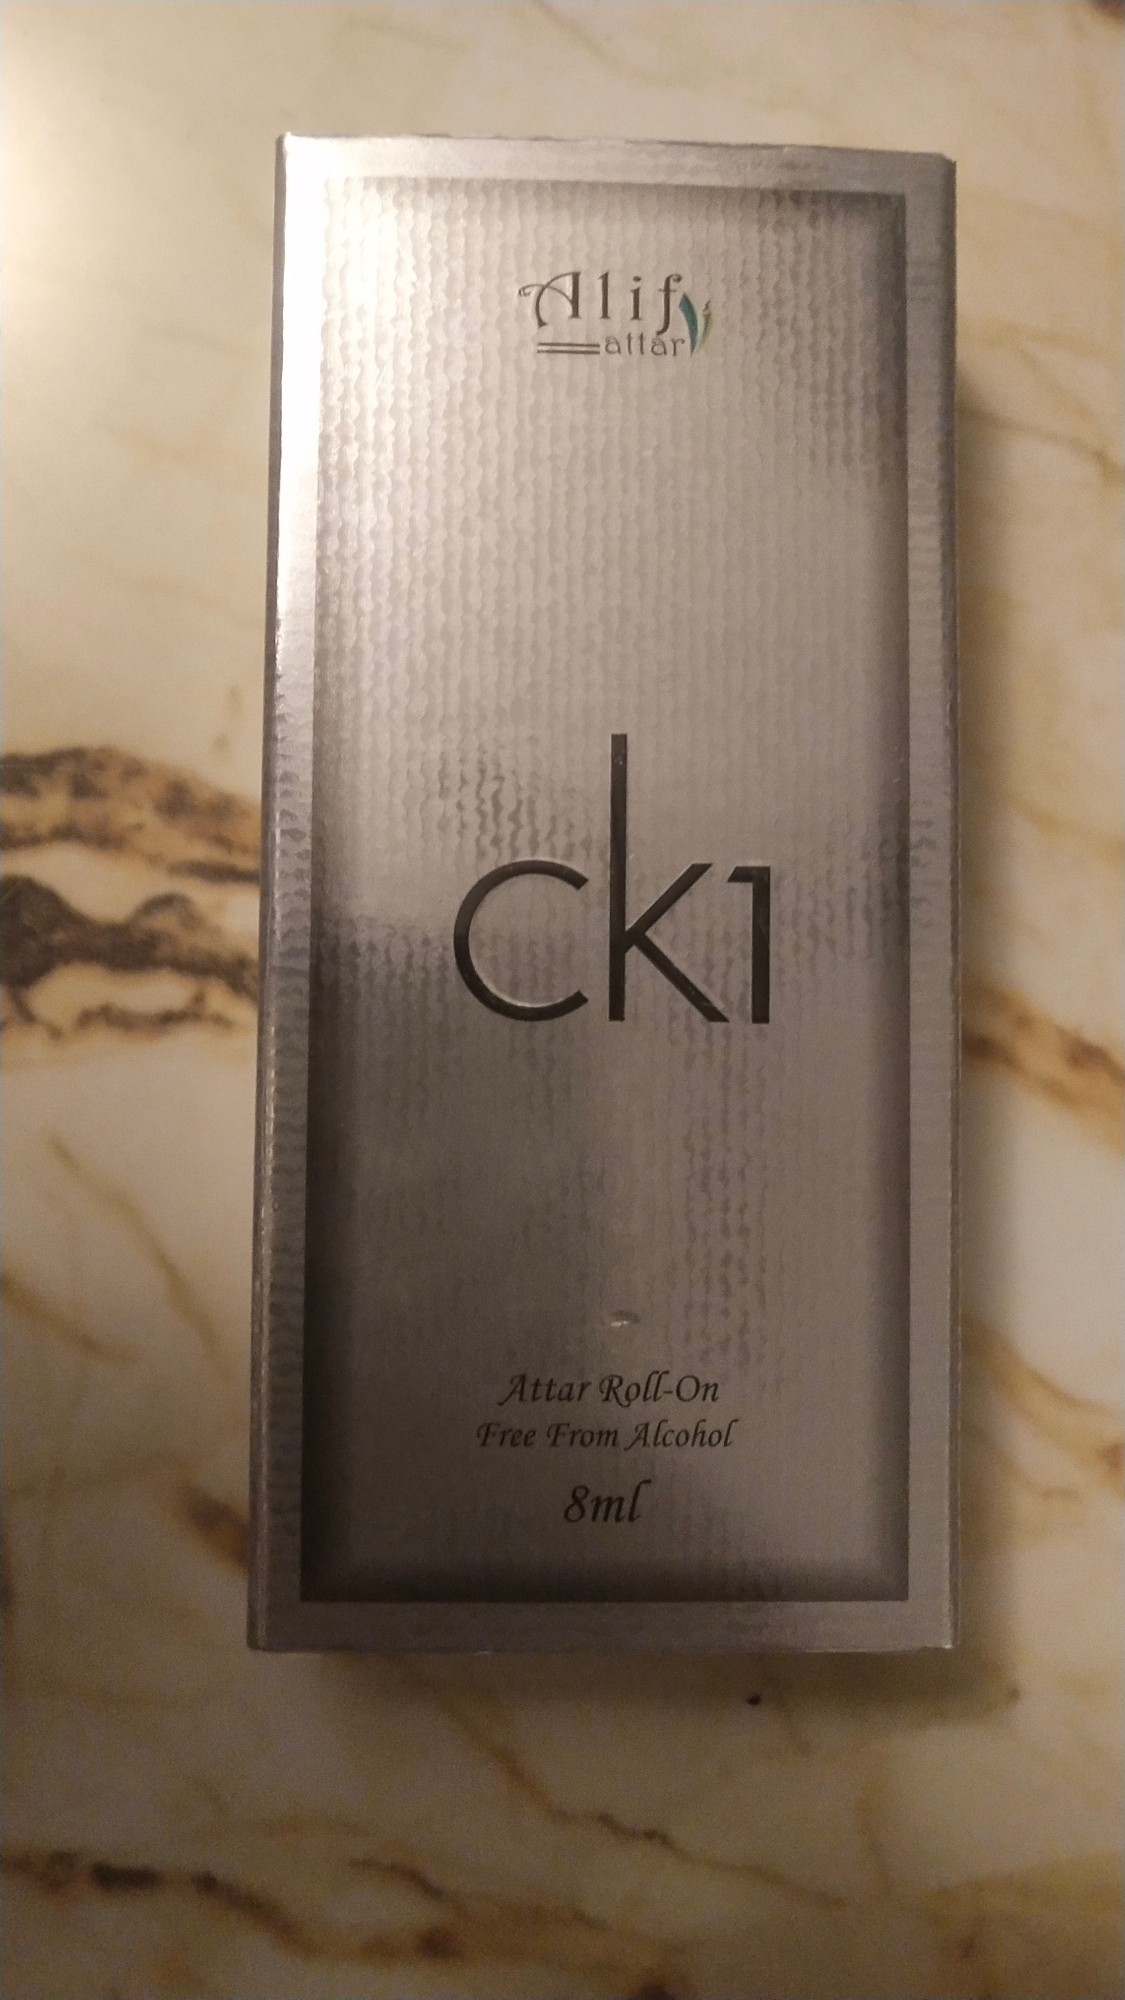 Alif
attar
ck1
Attar Roll-On
Free From Alcohol
8ml